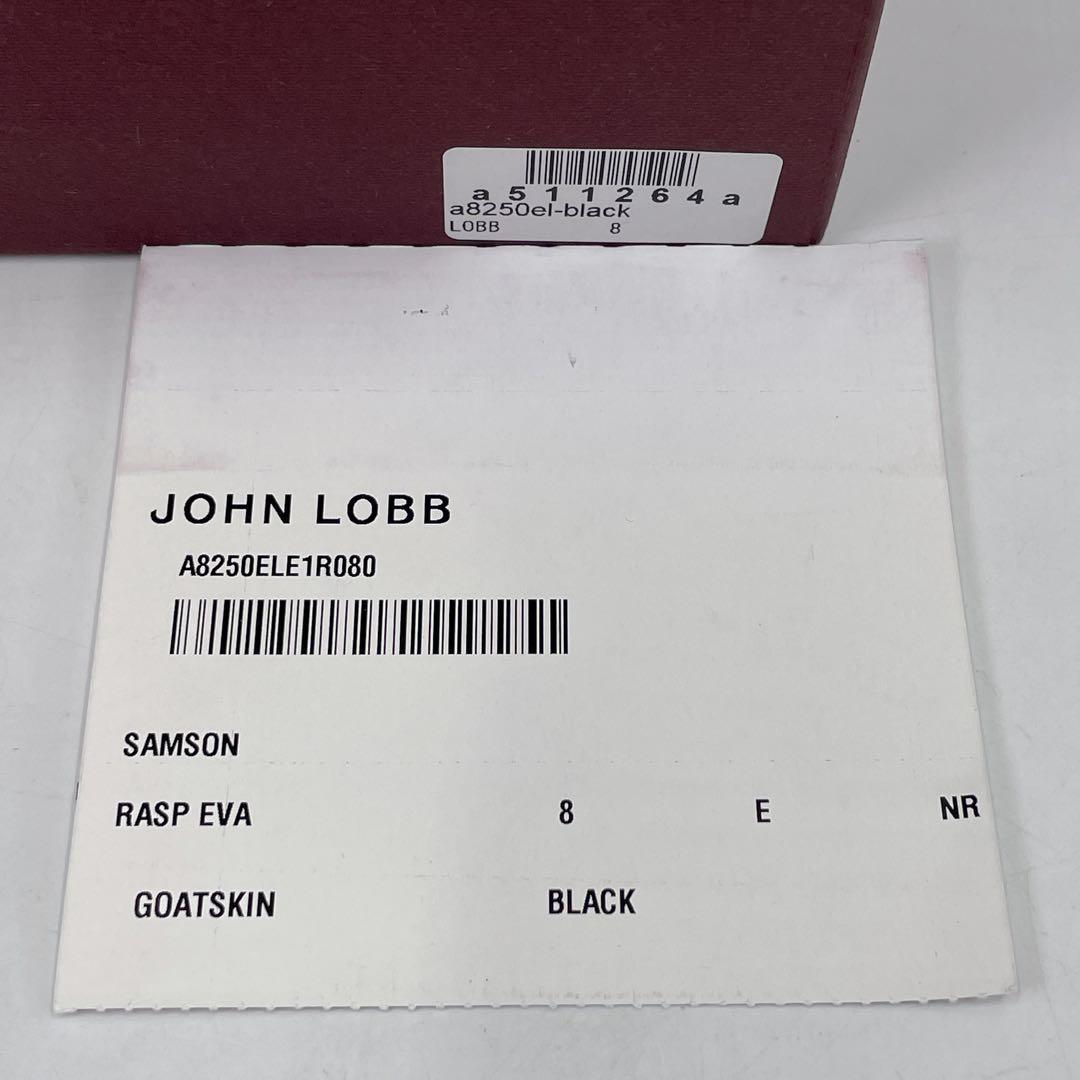 a511264a
a8250el-black
LOBB 8
JOHN LOBB
A8250ELE1R080
SAMSON
RASP EVA 8 E NR
GOATSKIN BLACK